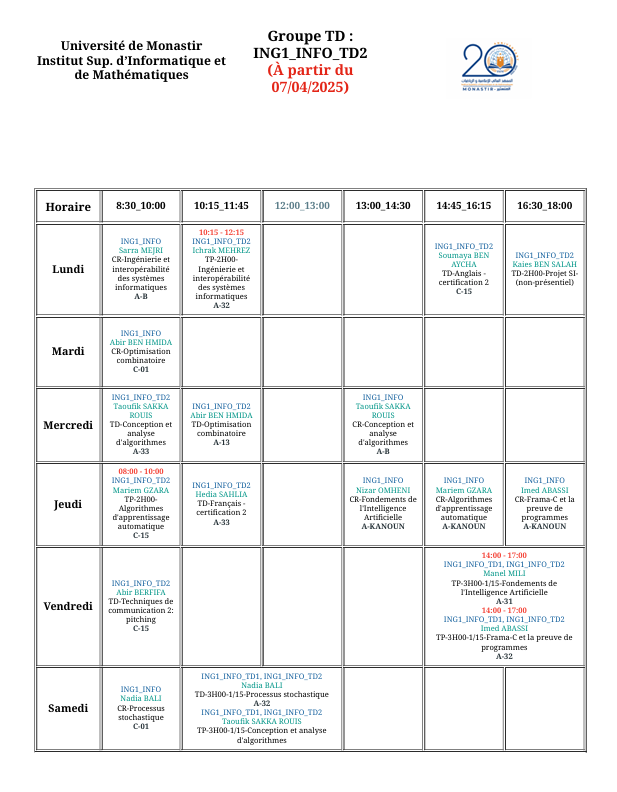 Université de Monastir
Institut Sup. d'Informatique et
de Mathématiques
Groupe TD :
ING1_INFO_TD2
(À partir du
07/04/2025)
20
MONASTIR
Horaire
8:30_10:00
10:15_11:45
12:00_13:00
13:00_14:30
14:45_16:15
16:30_18:00
Lundi
ING1_INFO
Sarra MEJRI
CR-Ingénierie et
interopérabilité
des systèmes
informatiques
A-B
10:15 - 12:15
ING1_INFO_TD2
Ichrak MEHREZ
TP-2H00-
Ingénierie et
interopérabilité
des systèmes
informatiques
A-32
ING1_INFO_TD2
Soumaya BEN
AYCHA
TD-Anglais -
certification 2
C-15
ING1_INFO_TD2
Kaies BEN SALAH
TD-2H00-Projet SI-
(non-présentiel)
Mardi
ING1_INFO
Abir BEN HMIDA
CR-Optimisation
combinatoire
C-01
Mercredi
ING1_INFO_TD2
Taoufik SAKKA
ROUIS
TD-Conception et
analyse
d'algorithmes
A-33
ING1_INFO_TD2
Abir BEN HMIDA
TD-Optimisation
combinatoire
A-13
ING1_INFO
Taoufik SAKKA
ROUIS
CR-Conception et
analyse
d'algorithmes
A-B
Jeudi
08:00 - 10:00
ING1_INFO_TD2
Mariem GZARA
TP-2H00-
Algorithmes
d'apprentissage
automatique
C-15
ING1_INFO_TD2
Hedia SAHLIA
TD-Français -
certification 2
A-33
ING1_INFO
Nizar OMHENI
CR-Fondements de
l'Intelligence
Artificielle
A-KANOUN
ING1_INFO
Mariem GZARA
CR-Algorithmes
d'apprentissage
automatique
A-KANOUN
ING1_INFO
Imed ABASSI
CR-Frama-C et la
preuve de
programmes
A-KANOUN
Vendredi
ING1_INFO_TD2
Abir BERFIFA
TD-Techniques de
communication 2:
pitching
C-15
14:00 - 17:00
ING1_INFO_TD1, ING1_INFO_TD2
Manel MILI
TP-3H00-1/15-Fondements de
l'Intelligence Artificielle
A-31
14:00 - 17:00
ING1_INFO_TD1, ING1_INFO_TD2
Imed ABASSI
TP-3H00-1/15-Frama-C et la preuve de
programmes
A-32
Samedi
ING1_INFO
Nadia BALI
CR-Processus
stochastique
C-01
ING1_INFO_TD1, ING1_INFO_TD2
Nadia BALI
TD-3H00-1/15-Processus stochastique
A-32
ING1_INFO_TD1, ING1_INFO_TD2
Taoufik SAKKA ROUIS
TP-3H00-1/15-Conception et analyse
d'algorithmes